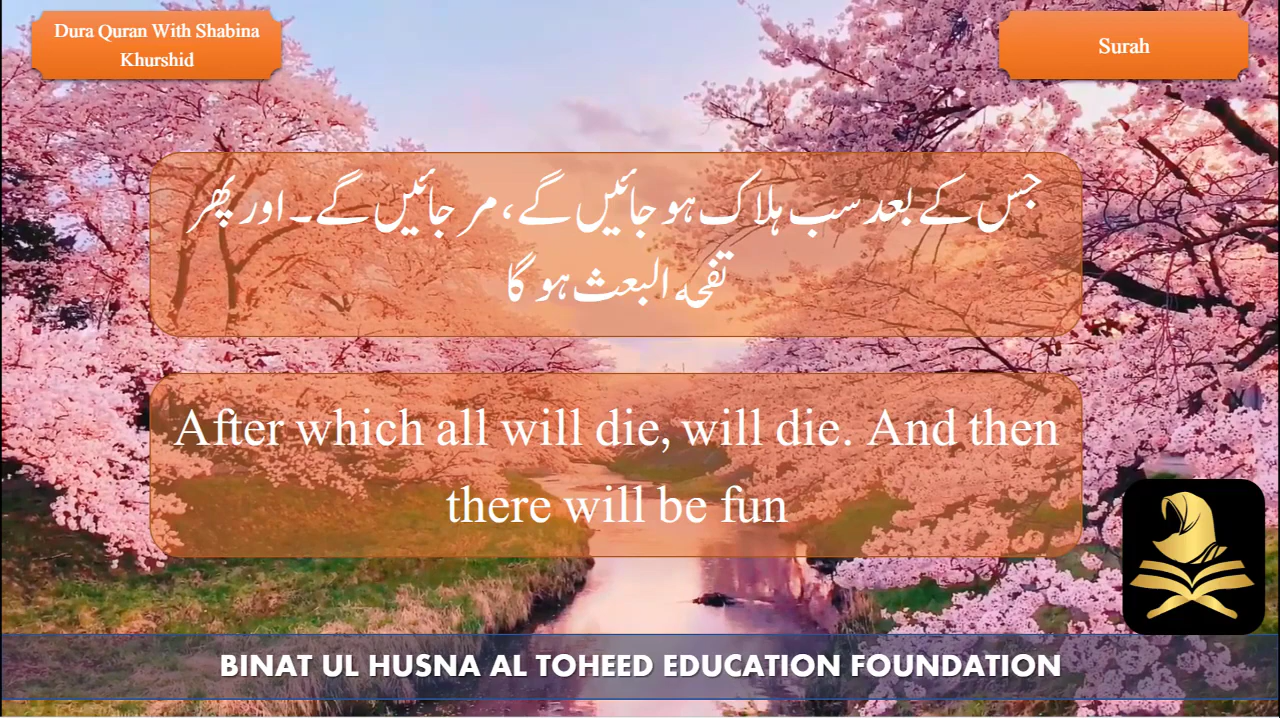 Dura Quran With Shabina
Khurshid
Surah
جس کے بعد سب ہلاک ہو جائیں گے، مر جائیں گے۔ اور پھر
تفحہ البعث ہو گا
After which all will die, will die. And then
there will be fun
BINAT UL HUSNA AL TOHEED EDUCATION FOUNDATION